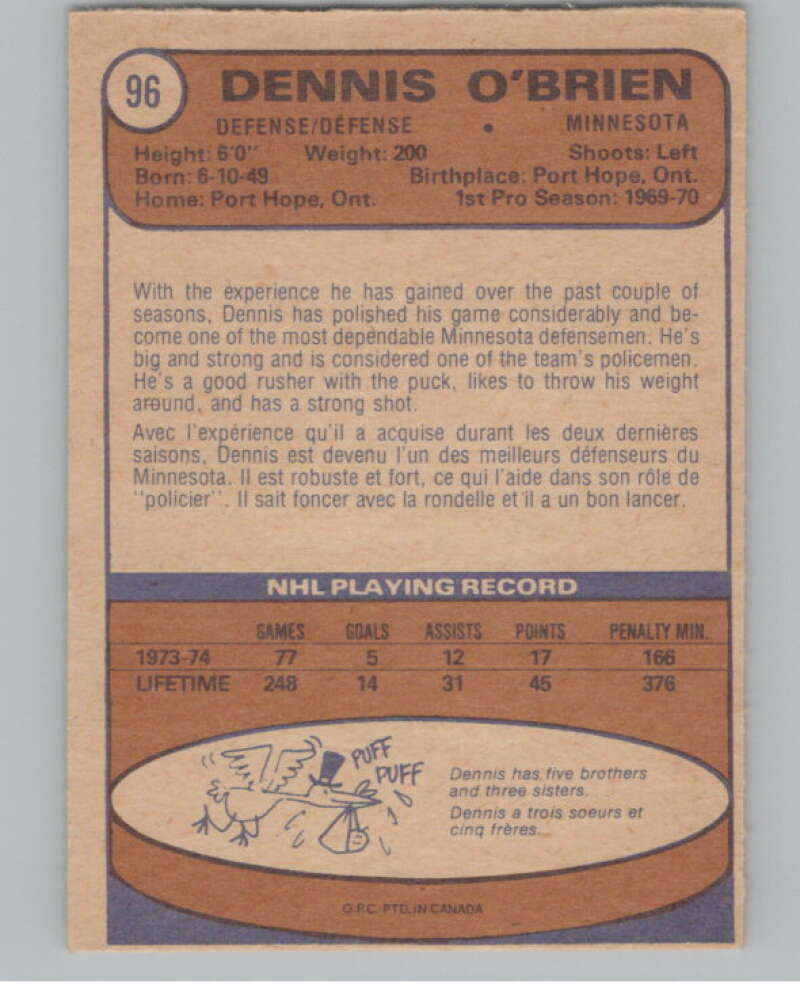 96
DENNIS O'BRIEN
DEFENSE/DÉFENSE • MINNESOTA
Height: 6'0" Weight: 200 Shoots: Left
Born: 6-10-49 Birthplace: Port Hope, Ont.
Home: Port Hope, Ont. 1st Pro Season: 1969-70
With the experience he has gained over the past couple of
seasons, Dennis has polished his game considerably and be-
come one of the most dependable Minnesota defensemen. He's
big and strong and is considered one of the team's policemen.
He's a good rusher with the puck, likes to throw his weight
around, and has a strong shot.
Avec l'expérience qu'il a acquise durant les deux dernières
saisons, Dennis est devenu l'un des meilleurs défenseurs du
Minnesota. Il est robuste et fort, ce qui l'aide dans son rôle de
"policier". Il sait foncer avec la rondelle et il a un bon lancer.
NHL PLAYING RECORD
GAMES GOALS ASSISTS POINTS PENALTY MIN.
1973-74 77 5 12 17 166
LIFETIME 248 14 31 45 376
PUFF
PUFF
Dennis has five brothers
and three sisters.
Dennis a trois soeurs et
cinq frères.
O.P.C. PTD. IN CANADA